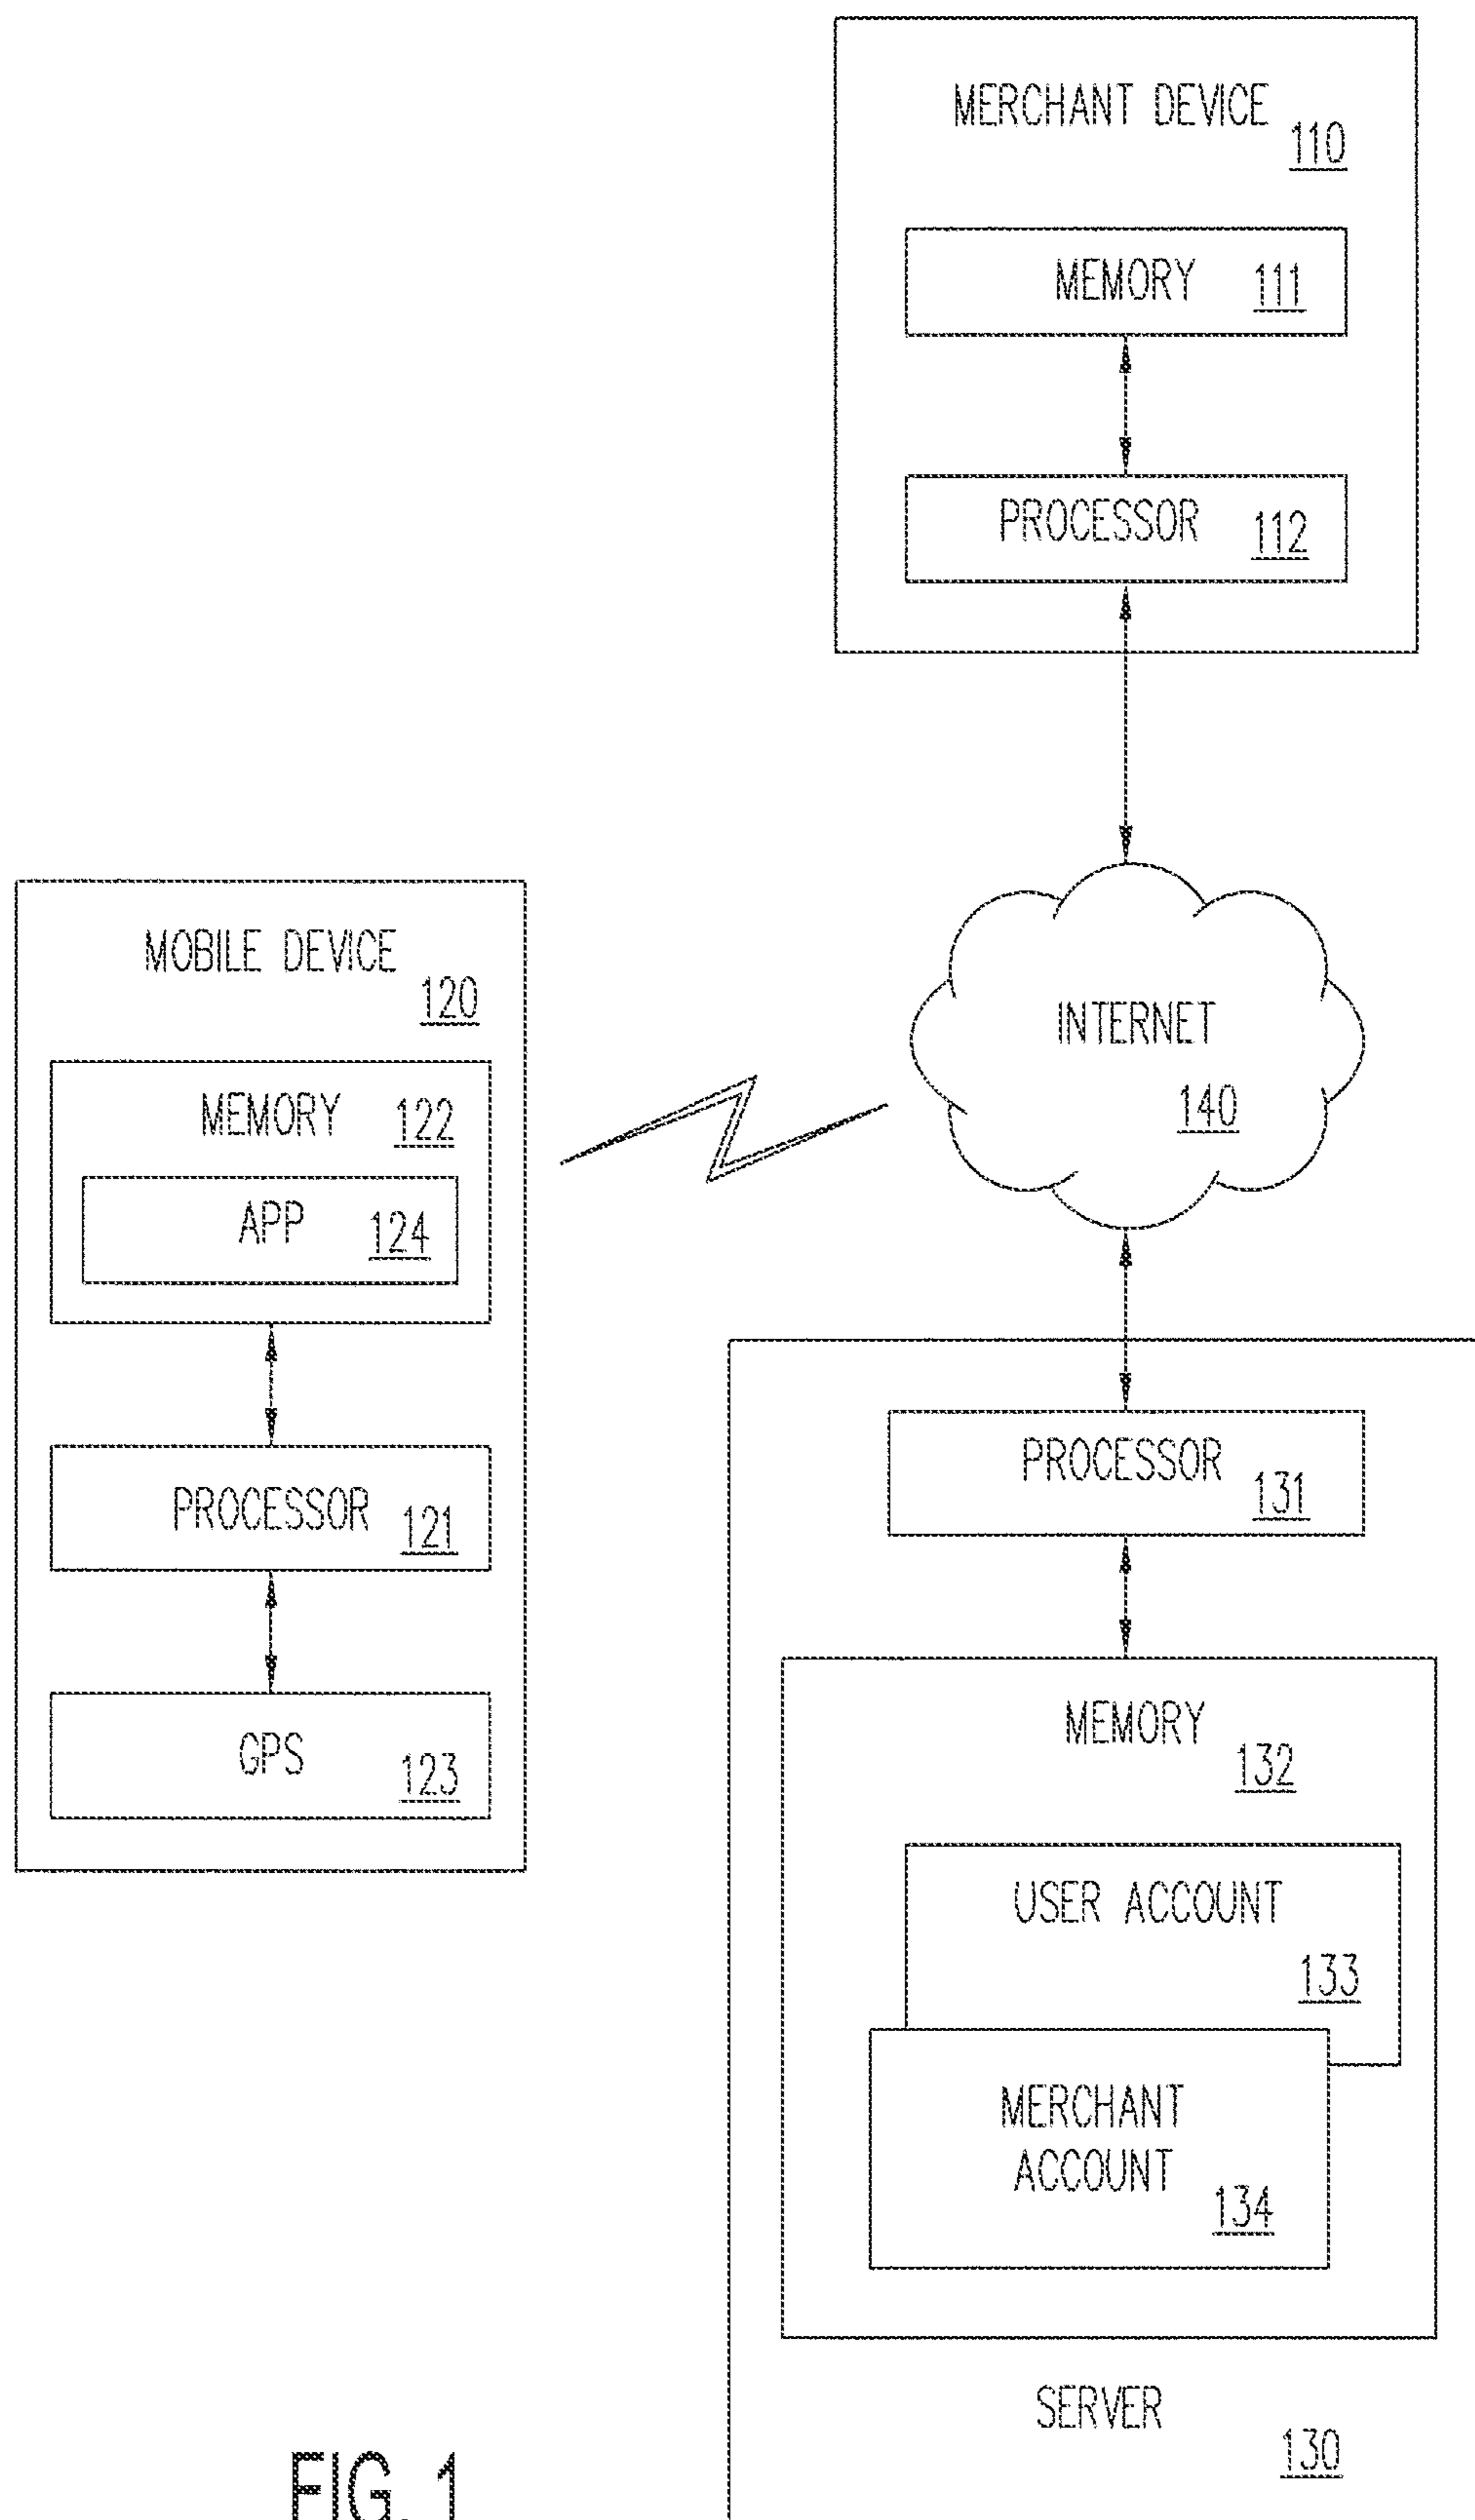 MERCHANT DEVICE
110
MEMORY 111
PROCESSOR 112
MOBILE DEVICE
120
MEMORY 122
APP 124
PROCESSOR 121
GPS 123
INTERNET
140
PROCESSOR 131
MEMORY
132
USER ACCOUNT
133
MERCHANT
ACCOUNT
134
SERVER
130
FIG. 1